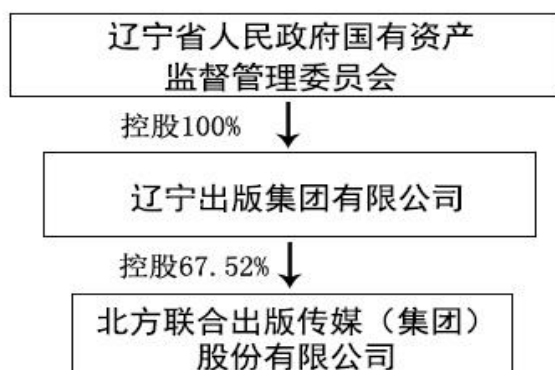 辽宁省人民政府国有资产
监督管理委员会
控股100%
辽宁出版集团有限公司
控股67.52%
北方联合出版传媒（集团）
股份有限公司